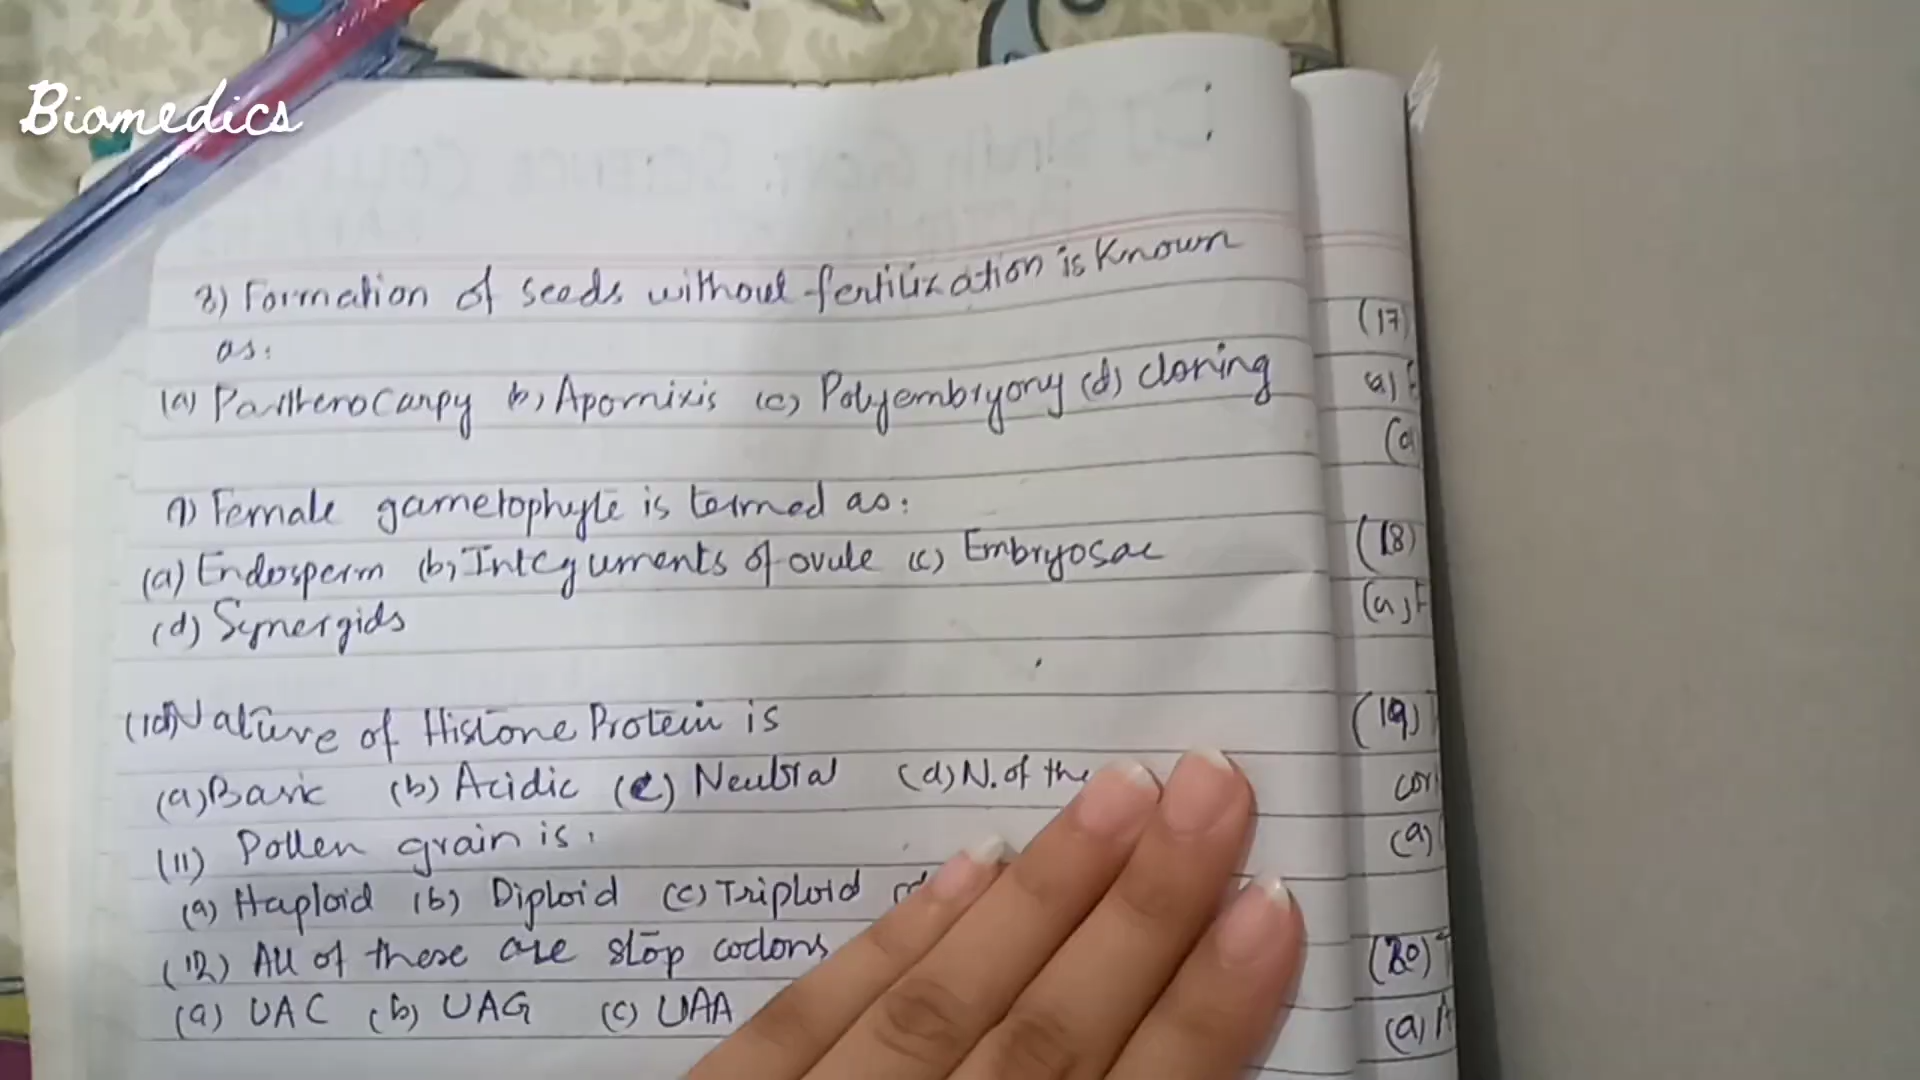 Biomedics
8) Formation of seeds without fertilization is known
as:
(a) Parthenocarpy b) Apomixis (c) Polyembryony (d) cloning
9) Female gametophyte is termed as:
(a) Endosperm (b) Integuments of ovule (c) Embryosac
(d) Synergids
(10) Nature of Histone Protein is
(a) Basic (b) Acidic (c) Neutral (d) N. of the
(11) Pollen grain is:
(a) Haploid (b) Diploid (c) Triploid
(12) All of these are stop codons
(a) UAC (b) UAG (c) UAA
(17)
(a)
(a)
(18)
(a)
(19)
(a)
(20)
(a) A